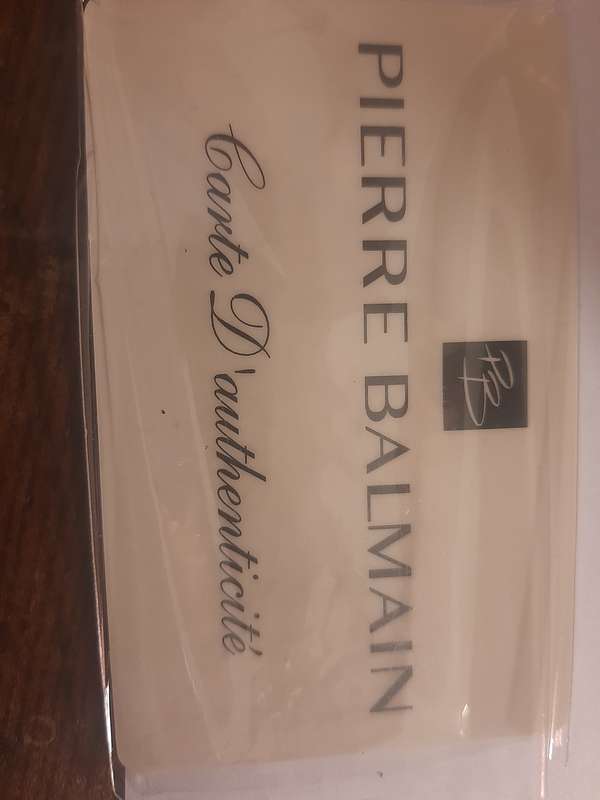 PB
PIERRE BALMAIN
Carte D'authenticité